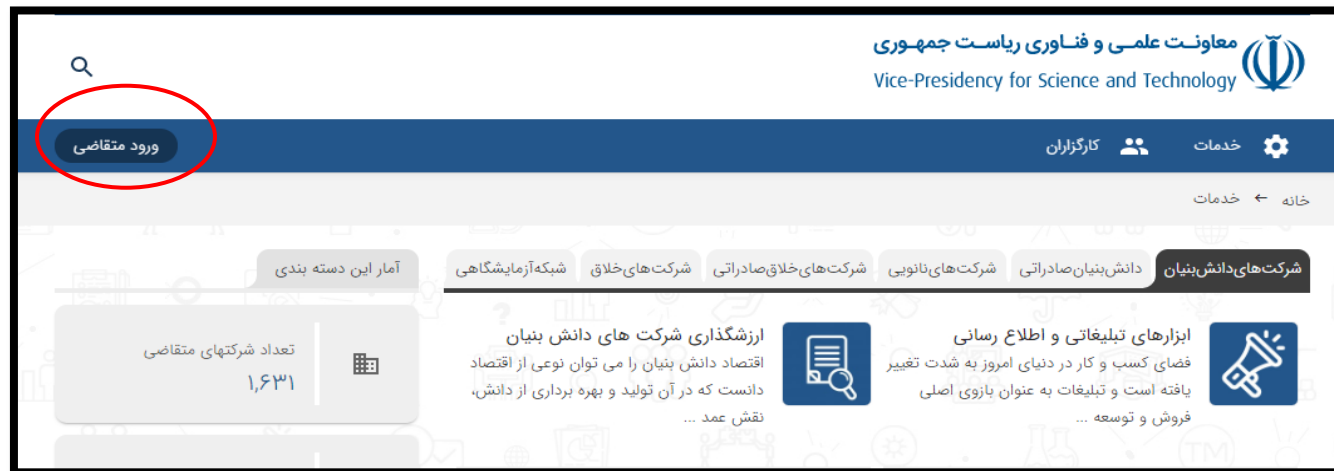 معاونـت علمـی و فنـاوری ریاسـت جمهـوری
Vice-Presidency for Science and Technology
خدمات
کارگزاران
ورود متقاضی
خانه ← خدمات
شرکت‌های‌دانش‌بنیان
دانش‌بنیان‌صادراتی
شرکت‌های‌نانویی
شرکت‌های‌خلاق‌صادراتی
شرکت‌های‌خلاق
شبکه‌آزمایشگاهی
آمار این دسته بندی
ابزارهای تبلیغاتی و اطلاع رسانی
فضای کسب و کار در دنیای امروز به شدت تغییر
یافته است و تبلیغات به عنوان بازوی اصلی
فروش و توسعه ...
ارزشگذاری شرکت های دانش بنیان
اقتصاد دانش بنیان را می توان نوعی از اقتصاد
دانست که در آن تولید و بهره برداری از دانش،
نقش عمد ...
تعداد شرکتهای متقاضی
۱,۶۳۱
TM